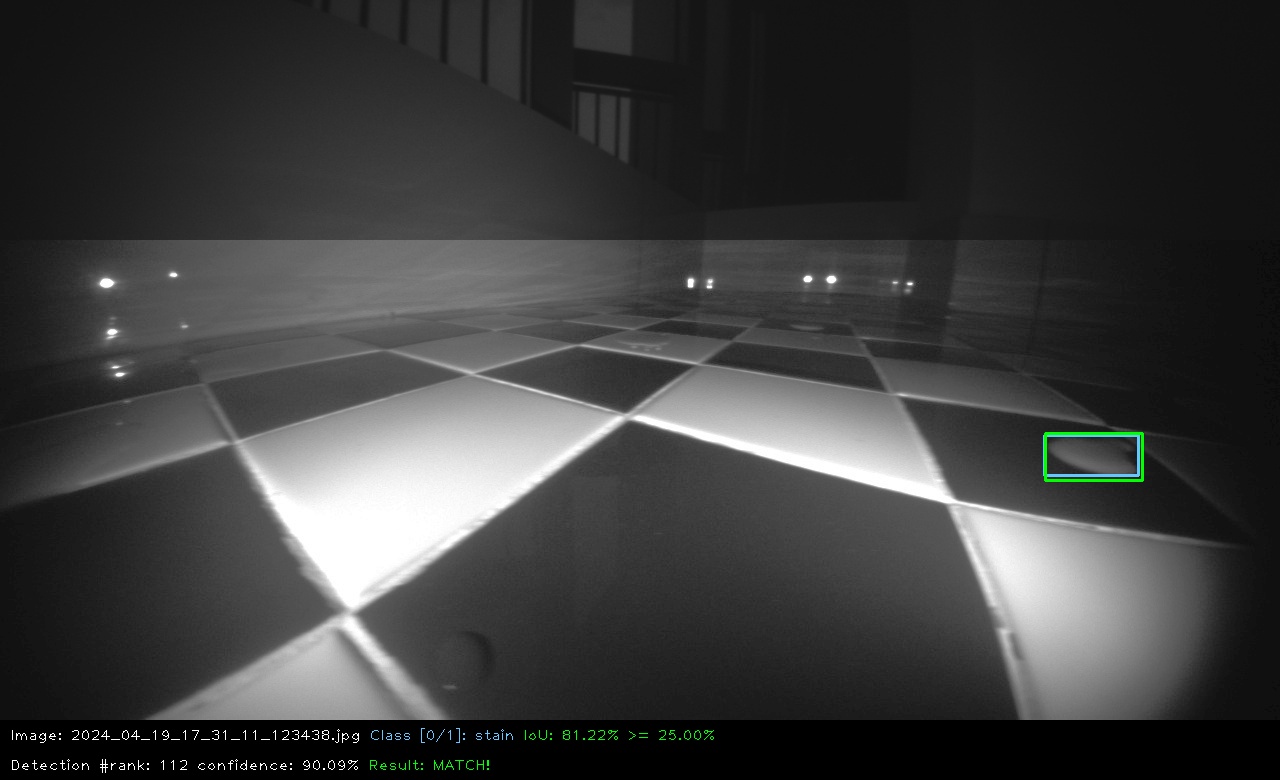 Image: 2024_04_19_17_31_11_123438.jpg Class [0/1]: stain IoU: 81.22% >= 25.00%
Detection #rank: 112 confidence: 90.09% Result: MATCH!